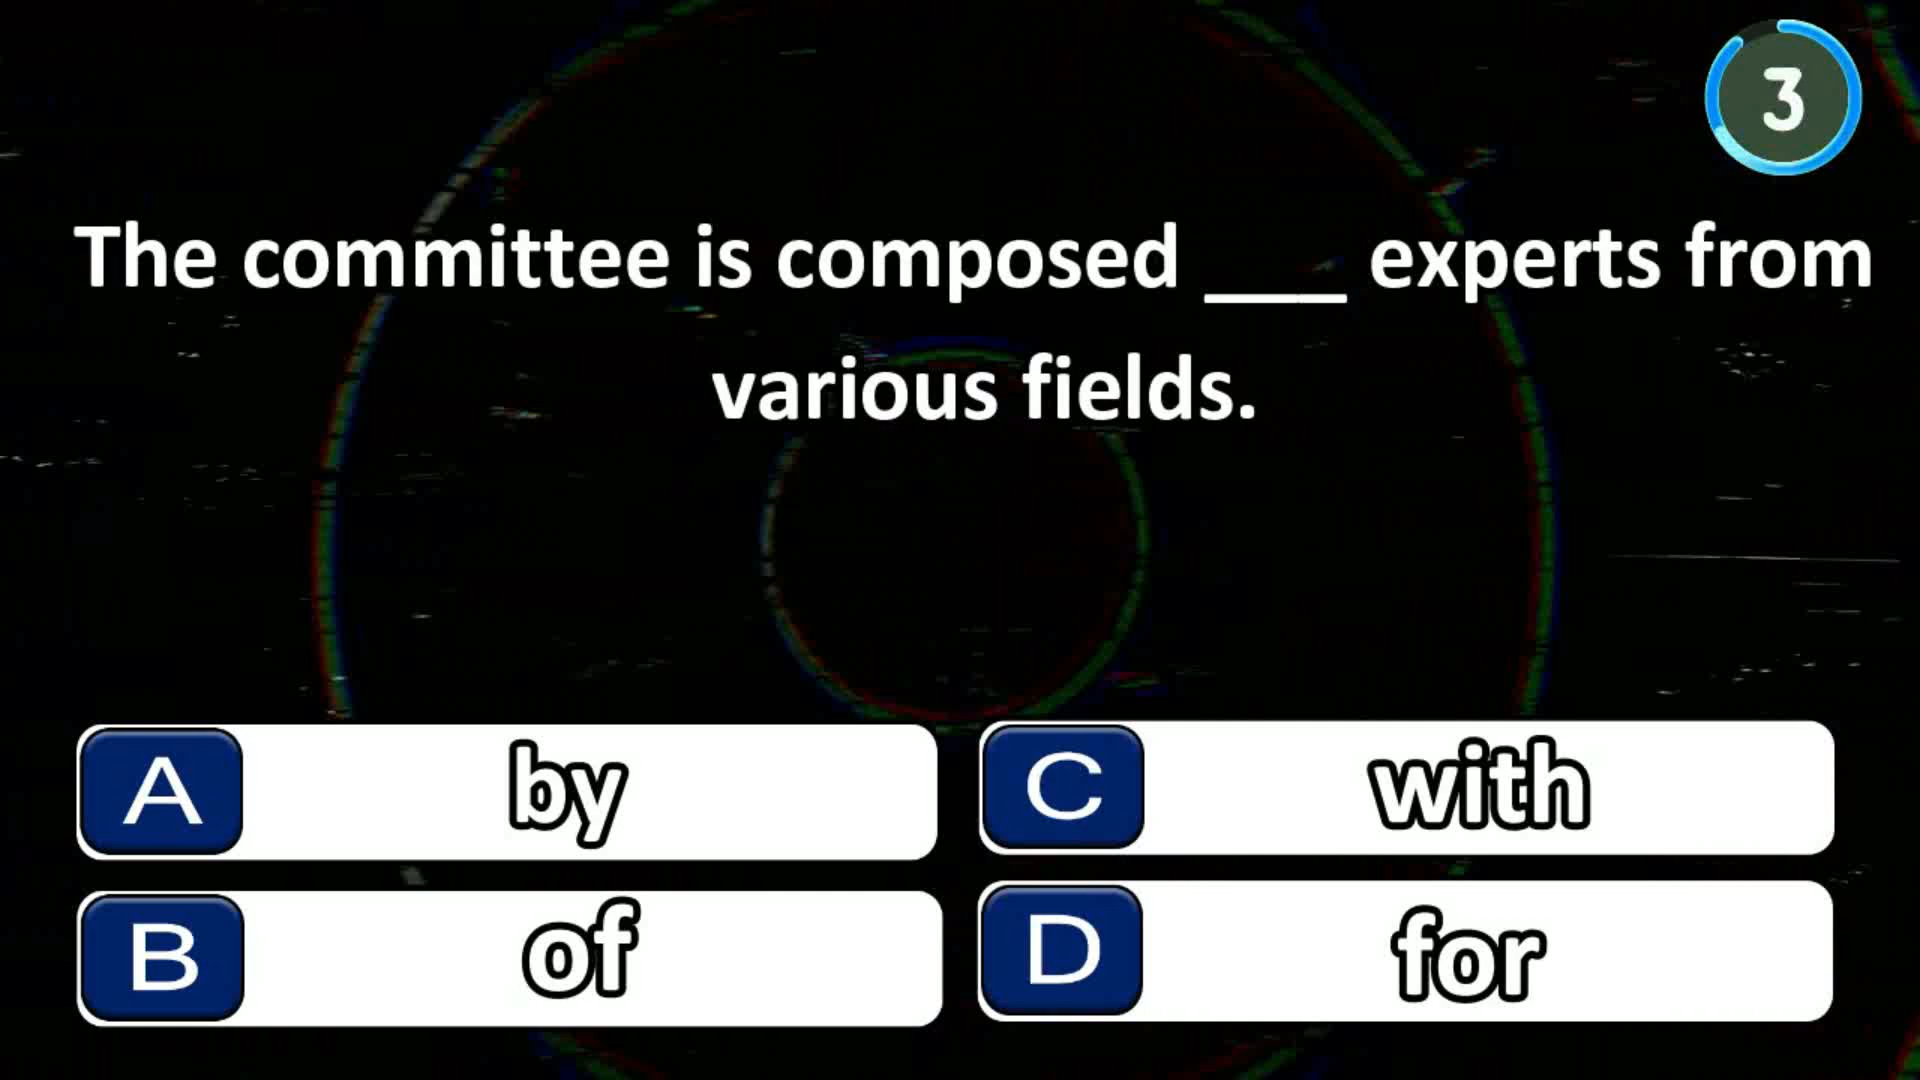 3
The committee is composed ___ experts from
various fields.
A by
C with
B of
D for